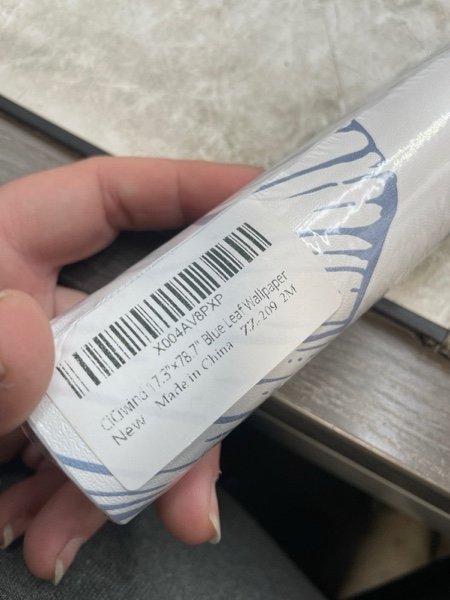 X004AV8PXP
CiCiwind 17.3"x78.7" Blue Leaf Wallpaper
New Made in China ZZ-209 2M